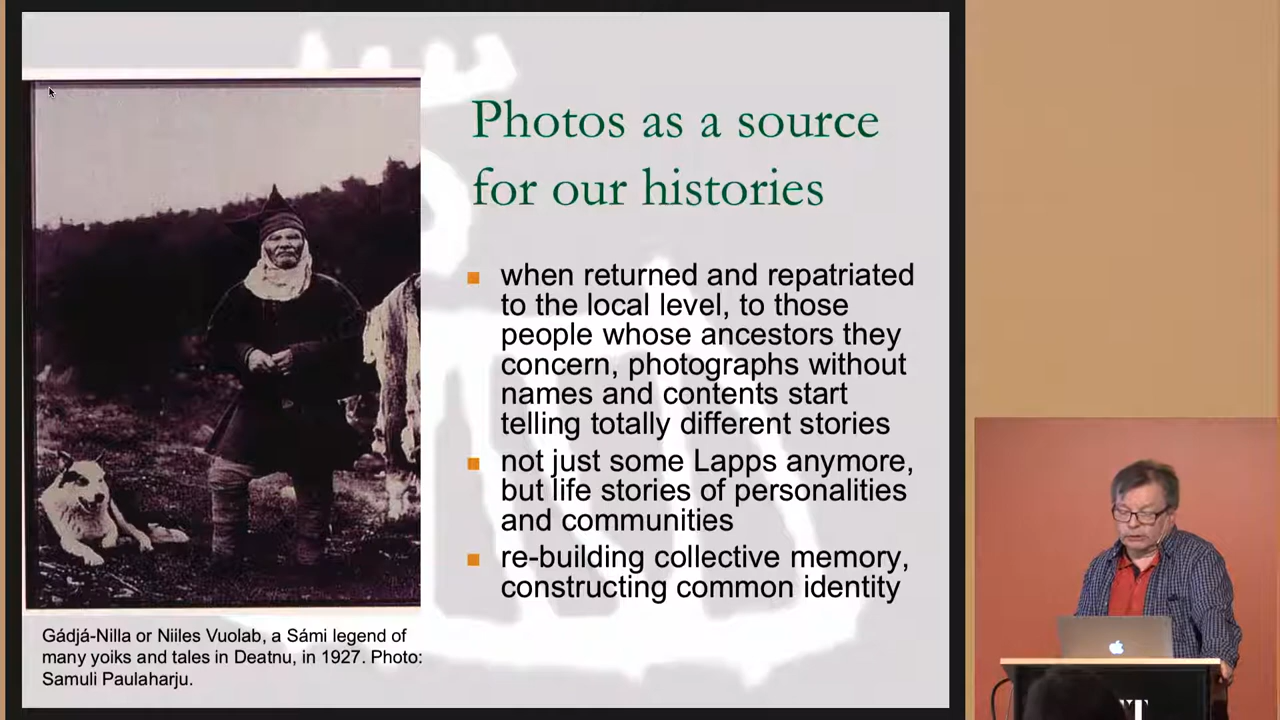 Photos as a source
for our histories
when returned and repatriated
to the local level, to those
people whose ancestors they
concern, photographs without
names and contents start
telling totally different stories
not just some Lapps anymore,
but life stories of personalities
and communities
re-building collective memory,
constructing common identity
Gádjá-Nilla or Niiles Vuolab, a Sámi legend of
many yoiks and tales in Deatnu, in 1927. Photo:
Samuli Paulaharju.